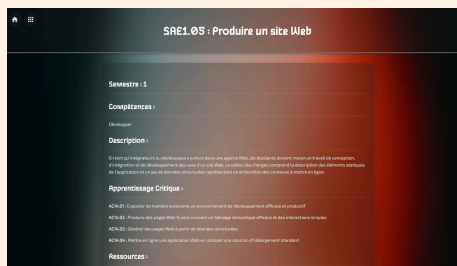 SAE1.05 : Produire un site Web
Semestre : 1
Compétences :
Développer
Description :
En tant qu'intégrateurs ou développeurs juniors dans une agence Web, les étudiants doivent mener un travail de conception,
d'intégration et de développement des vues d'un site Web. Le cahier des charges comprend la description des éléments statiques
de l'application et un jeu de données structurées représentant un échantillon des contenus à mettre en ligne.
Apprentissage Critique :
AC14.01 : Exploiter de manière autonome un environnement de développement efficace et productif
AC14.02 : Produire des pages Web fluides incluant un balisage sémantique efficace et des interactions simples
AC14.03 : Générer des pages Web à partir de données structurées
AC14.04 : Mettre en ligne une application Web en utilisant une solution d'hébergement standard
Ressources :